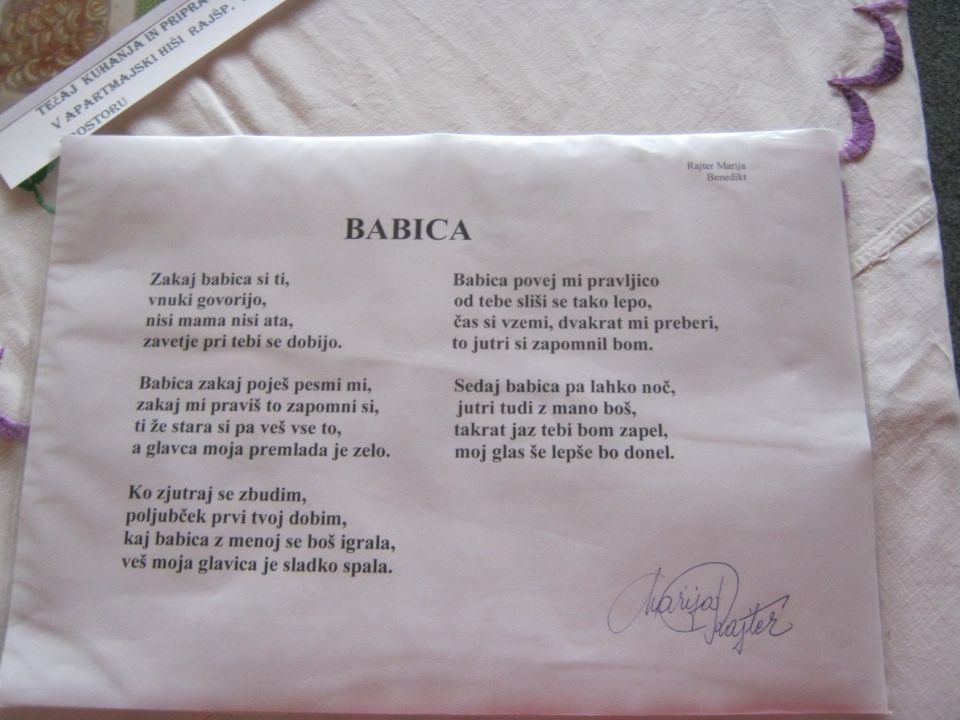 TEČAJ KUHANJA IN PRIPRA
V APARTMAJSKI HIŠI RAJŠP,
Rajter Marija
Benedikt
BABICA
Zakaj babica si ti,
vnuki govorijo,
nisi mama nisi ata,
zavetje pri tebi se dobijo.
Babica zakaj poješ pesmi mi,
zakaj mi praviš to zapomni si,
ti že stara si pa veš vse to,
a glavca moja premlada je zelo.
Ko zjutraj se zbudim,
poljubček prvi tvoj dobim,
kaj babica z menoj se boš igrala,
veš moja glavica je sladko spala.
Babica povej mi pravljico
od tebe sliši se tako lepo,
čas si vzemi, dvakrat mi preberi,
to jutri si zapomnil bom.
Sedaj babica pa lahko noč,
jutri tudi z mano boš,
takrat jaz tebi bom zapel,
moj glas še lepše bo donel.
Marija Rajter